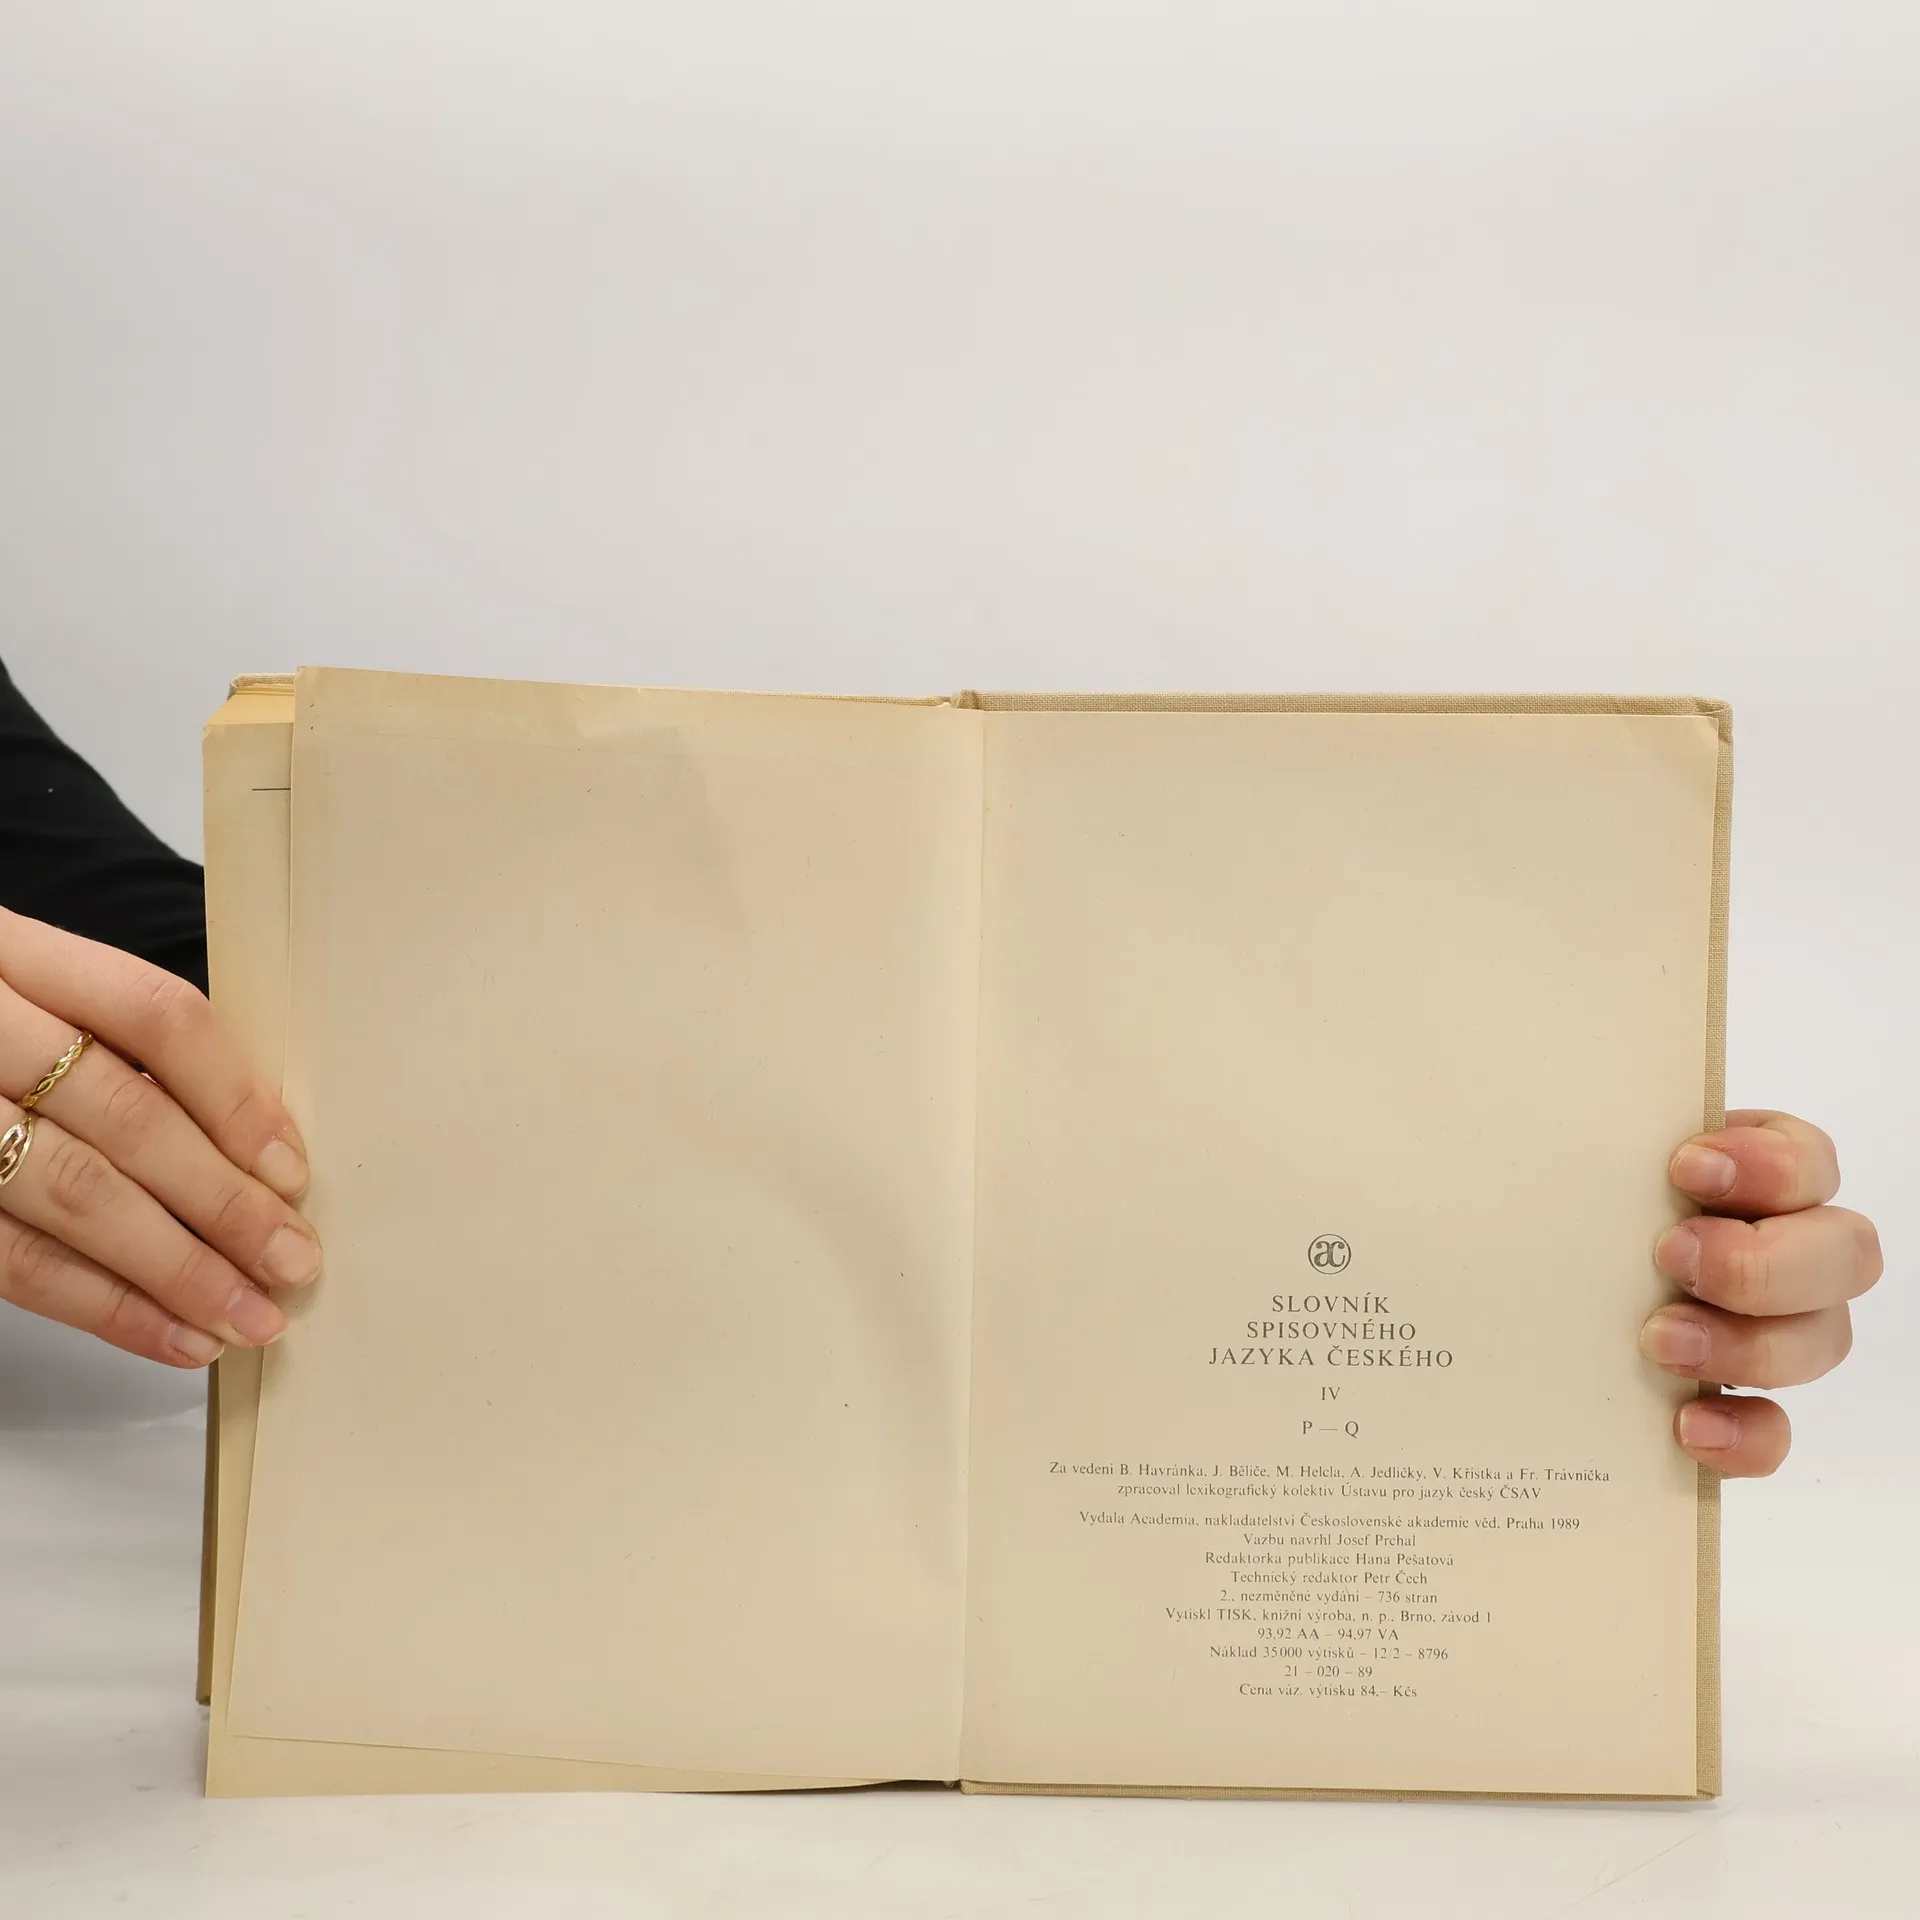 ac
SLOVNÍK
SPISOVNÉHO
JAZYKA ČESKÉHO
IV
P — Q
Za vedení B. Havránka, J. Běliče, M. Helcla, A. Jedličky, V. Křístka a Fr. Trávníčka
zpracoval lexikografický kolektiv Ústavu pro jazyk český ČSAV
Vydala Academia, nakladatelství Československé akademie věd, Praha 1989
Vazbu navrhl Josef Prchal
Redaktorka publikace Hana Pešatová
Technický redaktor Petr Čech
2., nezměněné vydání – 736 stran
Vytiskl TISK, knižní výroba, n. p., Brno, závod 1
93,92 AA – 94,97 VA
Náklad 35000 výtisků – 12/2 – 8796
21 – 020 – 89
Cena váz. výtisku 84,– Kčs